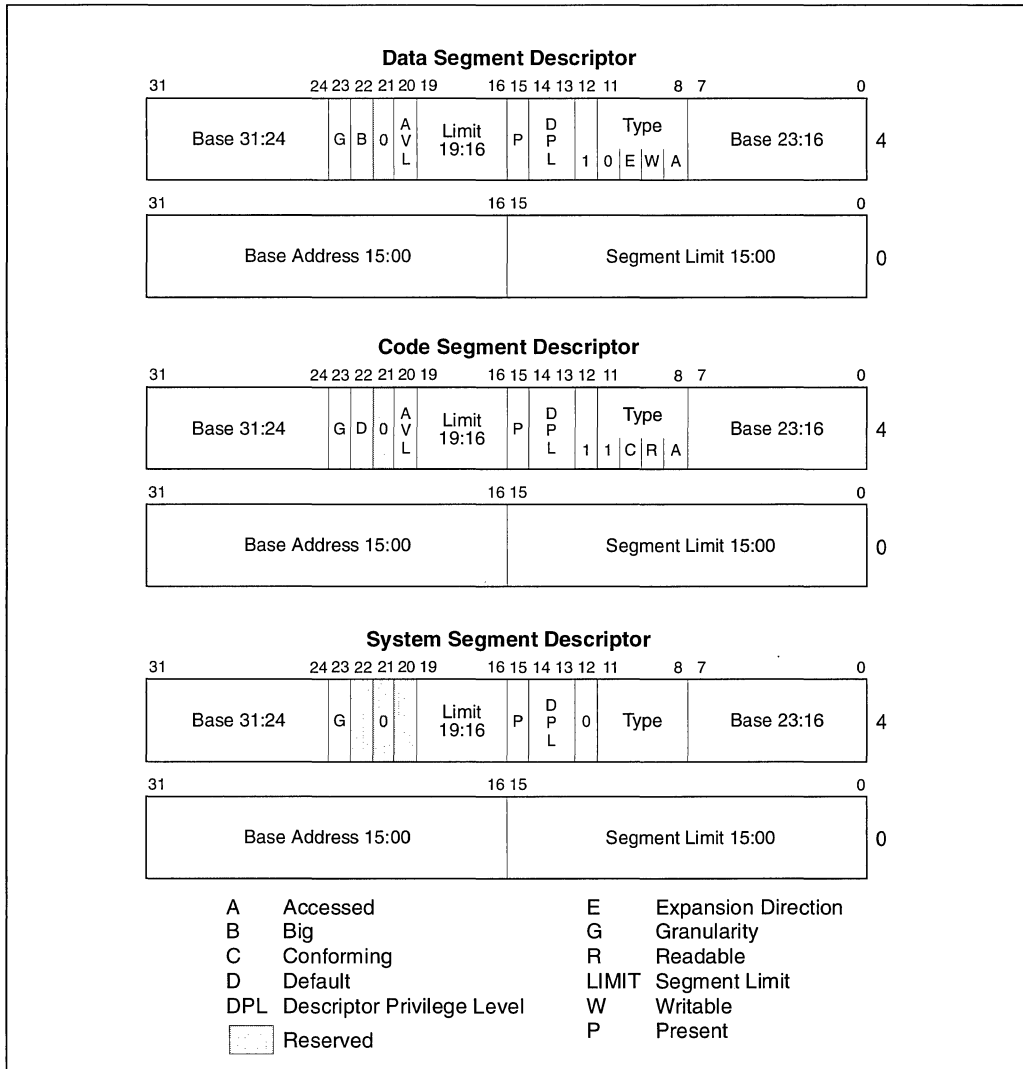 Data Segment Descriptor
31 24 23 22 21 20 19 16 15 14 13 12 11 8 7 0
Base 31:24 G B 0 AVL Limit 19:16 P DPL 1 Type 0 E W A Base 23:16 4
31 16 15 0
Base Address 15:00 Segment Limit 15:00 0
Code Segment Descriptor
31 24 23 22 21 20 19 16 15 14 13 12 11 8 7 0
Base 31:24 G D 0 AVL Limit 19:16 P DPL 1 Type 1 C R A Base 23:16 4
31 16 15 0
Base Address 15:00 Segment Limit 15:00 0
System Segment Descriptor
31 24 23 22 21 20 19 16 15 14 13 12 11 8 7 0
Base 31:24 G 0 Limit 19:16 P DPL 0 Type Base 23:16 4
31 16 15 0
Base Address 15:00 Segment Limit 15:00 0
A Accessed
B Big
C Conforming
D Default
DPL Descriptor Privilege Level
Reserved
E Expansion Direction
G Granularity
R Readable
LIMIT Segment Limit
W Writable
P Present